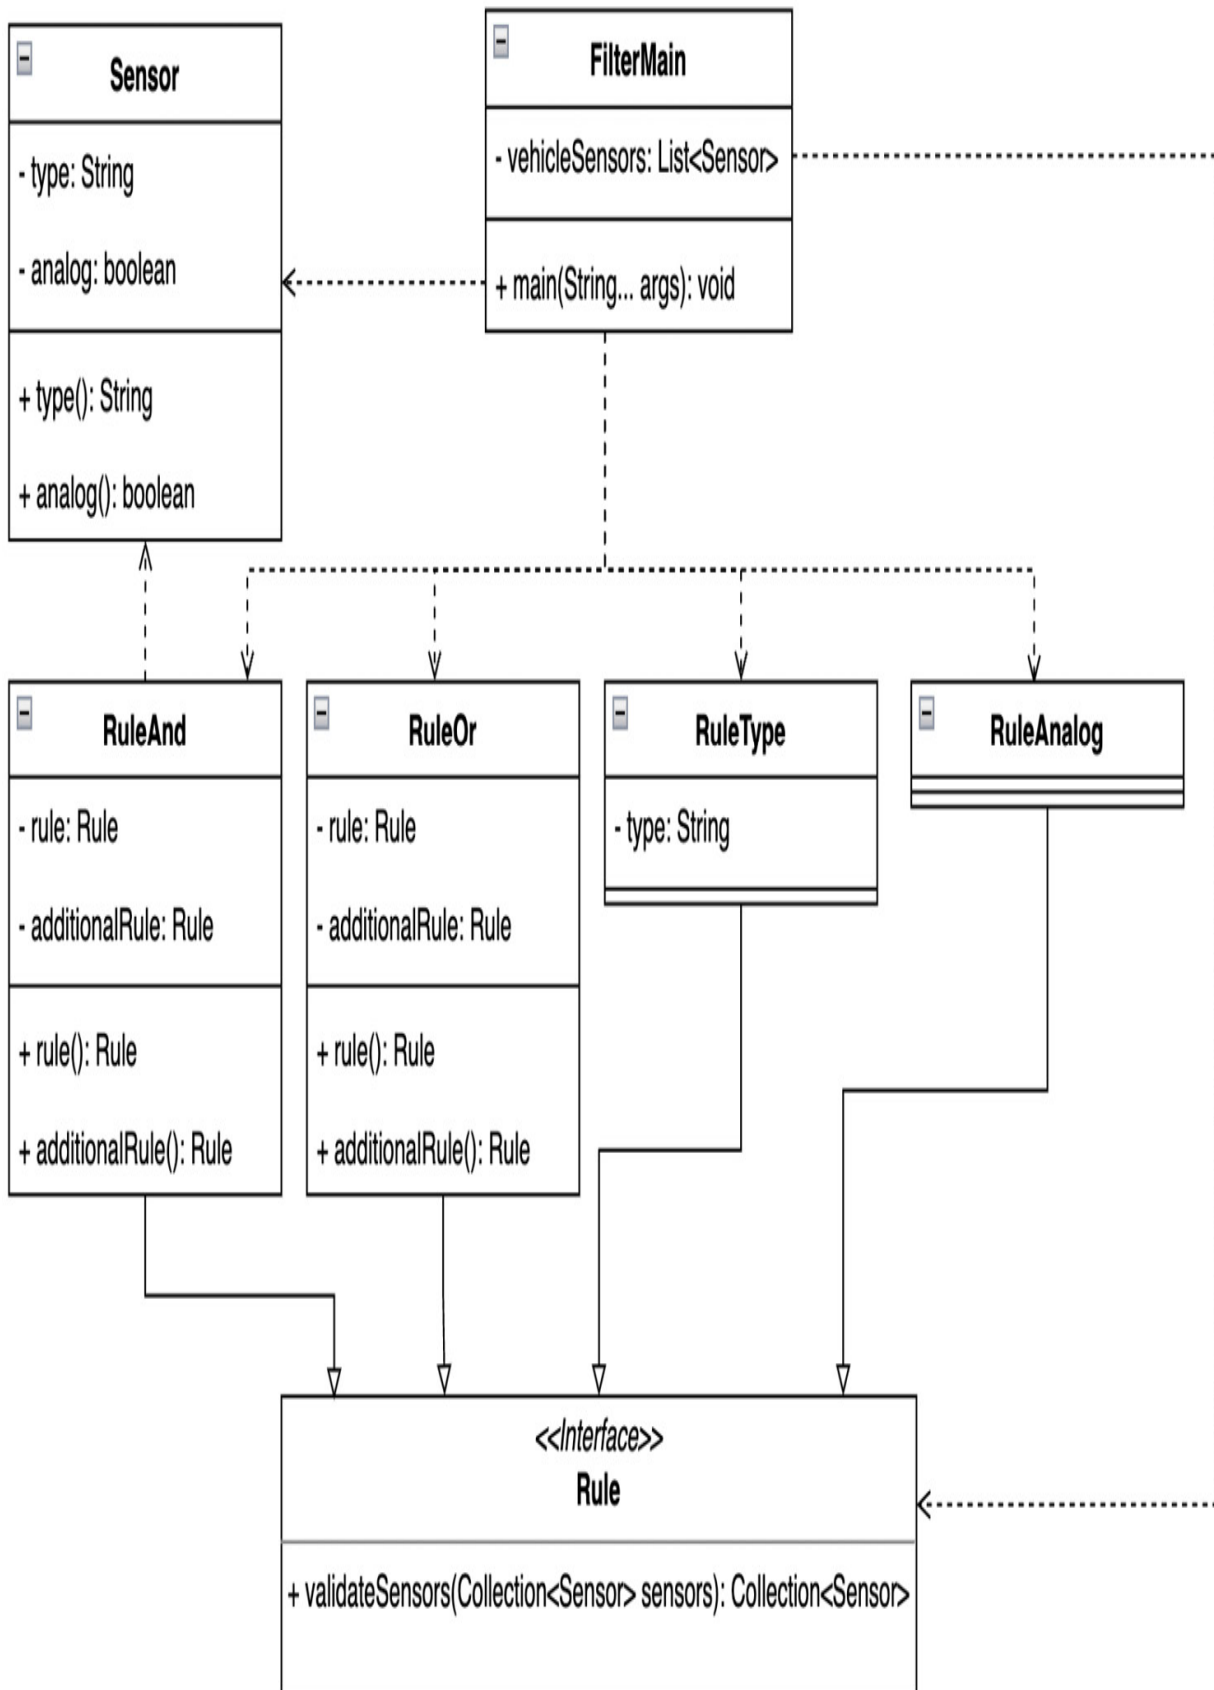 Sensor
- type: String
- analog: boolean
+ type(): String
+ analog(): boolean
FilterMain
- vehicleSensors: List<Sensor>
+ main(String... args): void
RuleAnd
- rule: Rule
- additionalRule: Rule
+ rule(): Rule
+ additionalRule(): Rule
RuleOr
- rule: Rule
- additionalRule: Rule
+ rule(): Rule
+ additionalRule(): Rule
RuleType
- type: String
RuleAnalog
<<Interface>>
Rule
+ validateSensors(Collection<Sensor> sensors): Collection<Sensor>